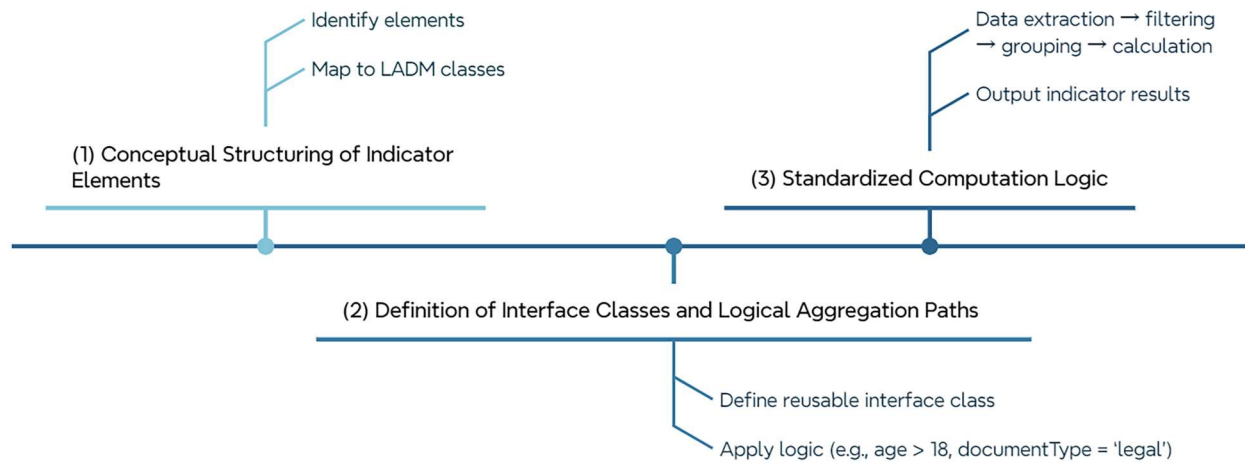 Identify elements
Map to LADM classes
(1) Conceptual Structuring of Indicator
Elements
(2) Definition of Interface Classes and Logical Aggregation Paths
Define reusable interface class
Apply logic (e.g., age > 18, documentType = ‘legal’)
Data extraction → filtering
→ grouping → calculation
Output indicator results
(3) Standardized Computation Logic